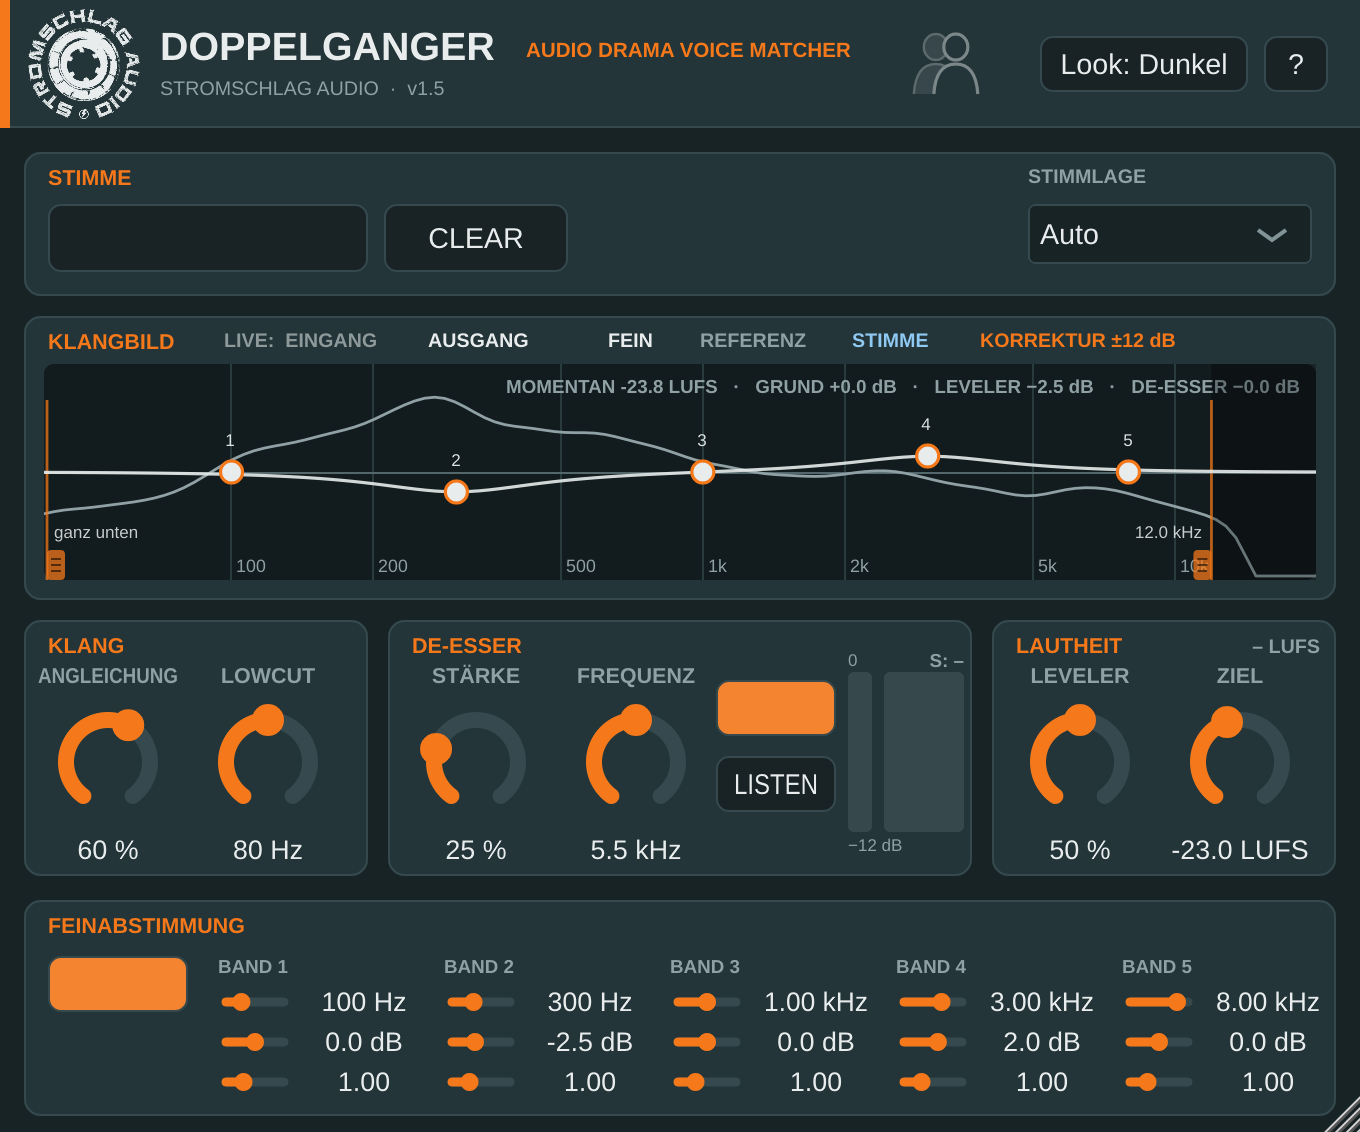 STROMSCHLAG AUDIO
DOPPELGANGER
AUDIO DRAMA VOICE MATCHER
STROMSCHLAG AUDIO · v1.5
Look: Dunkel
?
STIMME
STIMMLAGE
CLEAR
Auto
KLANGBILD
LIVE: EINGANG
AUSGANG
FEIN
REFERENZ
STIMME
KORREKTUR ±12 dB
MOMENTAN -23.8 LUFS · GRUND +0.0 dB · LEVELER −2.5 dB · DE-ESSER −0.0 dB
1
2
3
4
5
ganz unten
12.0 kHz
100
200
500
1k
2k
5k
KLANG
ANGLEICHUNG
LOWCUT
60 %
80 Hz
DE-ESSER
STÄRKE
FREQUENZ
0
S: –
LISTEN
−12 dB
25 %
5.5 kHz
LAUTHEIT
– LUFS
LEVELER
ZIEL
50 %
-23.0 LUFS
FEINABSTIMMUNG
BAND 1
BAND 2
BAND 3
BAND 4
BAND 5
100 Hz
300 Hz
1.00 kHz
3.00 kHz
8.00 kHz
0.0 dB
-2.5 dB
0.0 dB
2.0 dB
0.0 dB
1.00
1.00
1.00
1.00
1.00